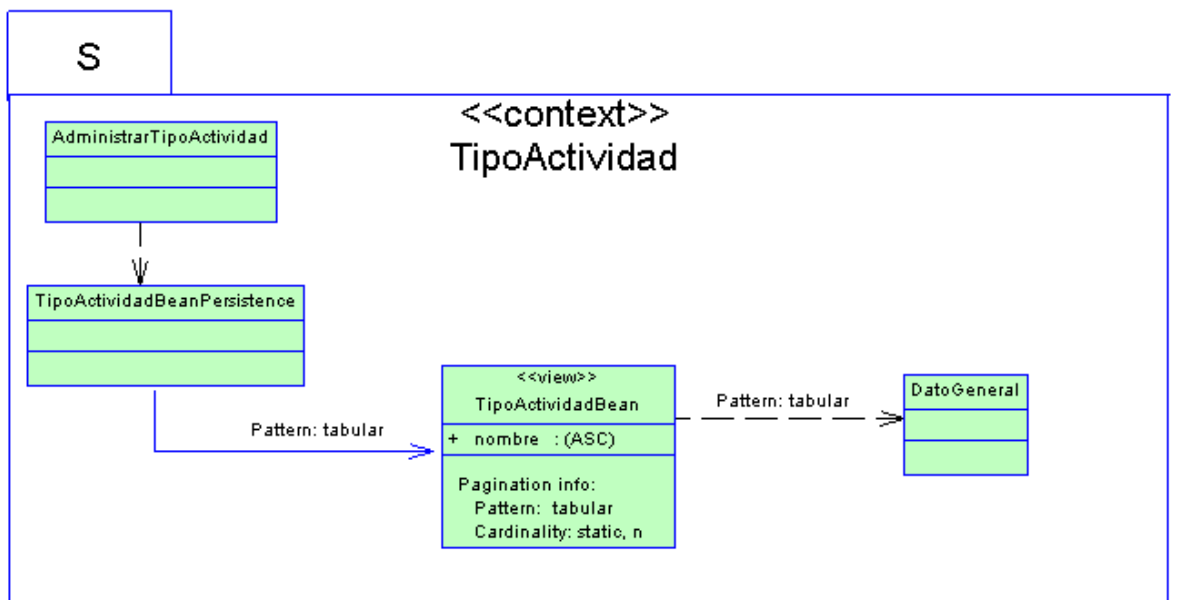 S
<<context>>
TipoActividad
AdministrarTipoActividad
TipoActividadBeanPersistence
Pattern: tabular
<<view>>
TipoActividadBean
+ nombre : (ASC)
Pagination info:
Pattern: tabular
Cardinality: static, n
Pattern: tabular
DatoGeneral